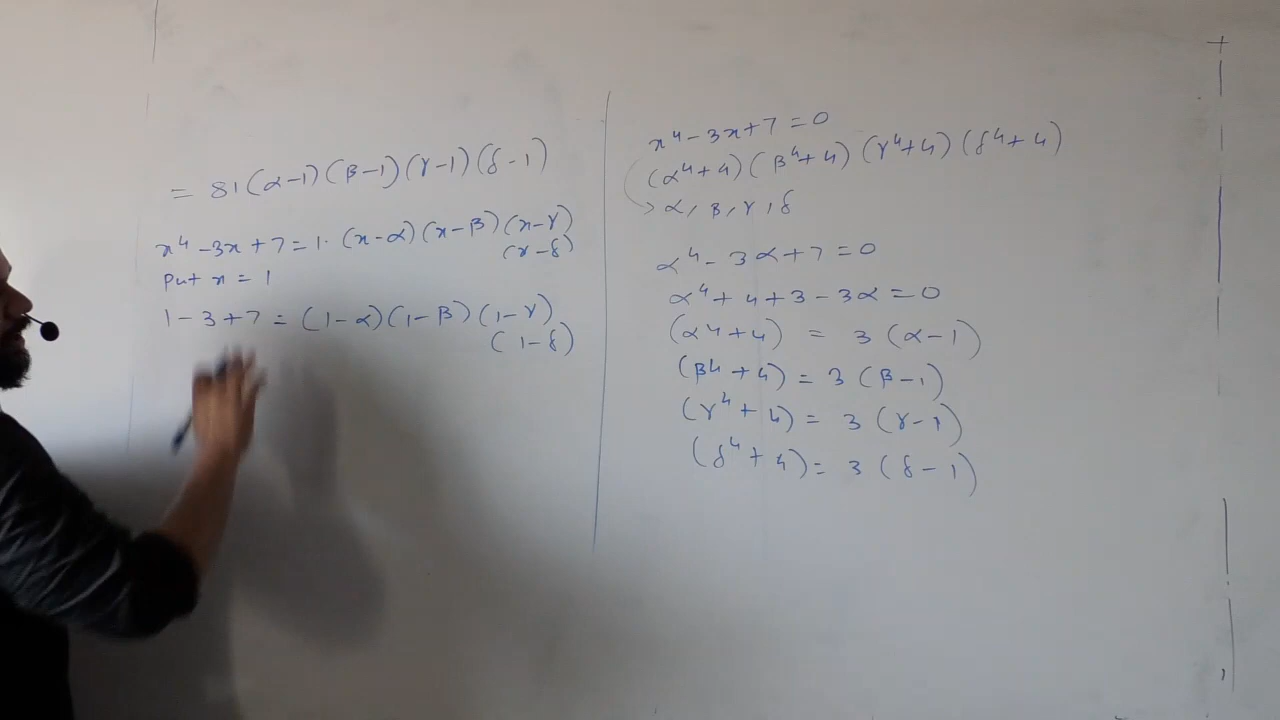 = 81(α-1)(β-1)(γ-1)(δ-1)
x⁴-3x+7=1·(x-α)(x-β)(x-γ)
(x-δ)
Put x = 1
1-3+7=(1-α)(1-β)(1-γ)
(1-δ)
x⁴-3x+7=0
(α⁴+4)(β⁴+4)(γ⁴+4)(δ⁴+4)
α,β,γ,δ
α⁴-3α+7=0
α⁴+4+3-3α=0
(α⁴+4) = 3(α-1)
(β⁴+4)=3(β-1)
(γ⁴+4)=3(γ-1)
(δ⁴+4)=3(δ-1)